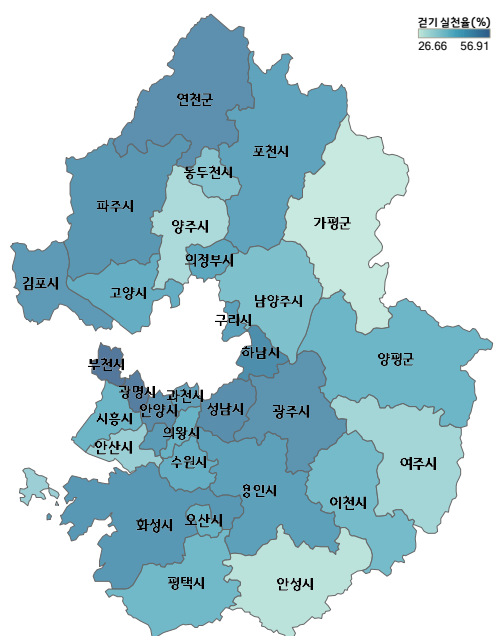 걷기 실천율(%)
26.66 56.91
연천군
포천시
동두천시
파주시
양주시
가평군
의정부시
김포시
고양시
남양주시
구리시
하남시
부천시
양평군
광명시
과천시
안양시
성남시
광주시
시흥시
의왕시
안산시
수원시
여주시
용인시
이천시
오산시
화성시
평택시
안성시